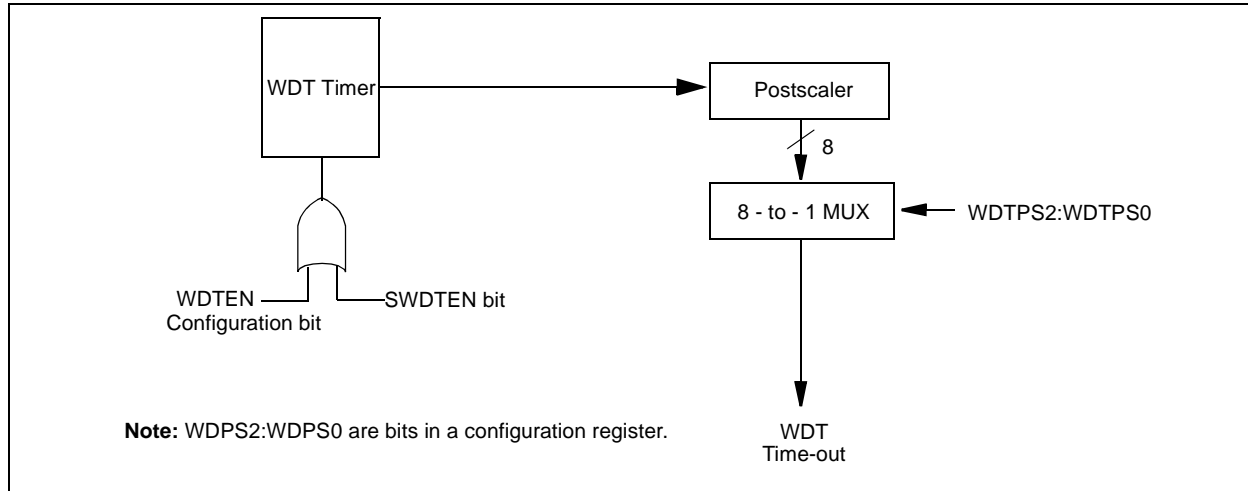 WDT Timer
Postscaler
8
8 - to - 1 MUX
WDTPS2:WDTPS0
WDTEN
Configuration bit
SWDTEN bit
WDT
Time-out
Note: WDPS2:WDPS0 are bits in a configuration register.